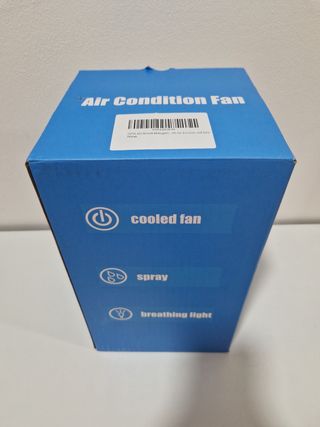 Air Condition Fan
cooled fan
spray
breathing light